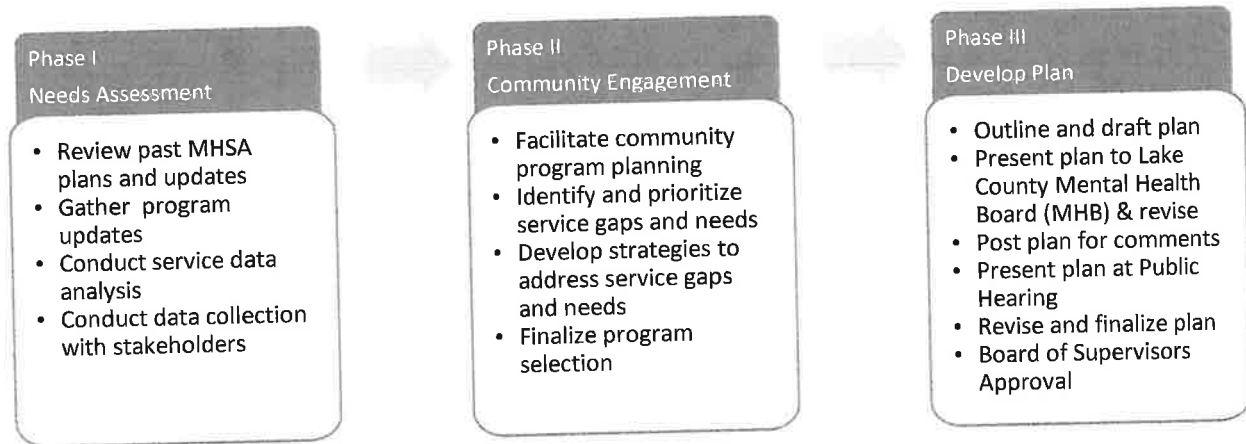 Phase I
Needs Assessment
• Review past MHSA
plans and updates
• Gather program
updates
• Conduct service data
analysis
• Conduct data collection
with stakeholders
Phase II
Community Engagement
• Facilitate community
program planning
• Identify and prioritize
service gaps and needs
• Develop strategies to
address service gaps
and needs
• Finalize program
selection
Phase III
Develop Plan
• Outline and draft plan
• Present plan to Lake
County Mental Health
Board (MHB) & revise
• Post plan for comments
• Present plan at Public
Hearing
• Revise and finalize plan
• Board of Supervisors
Approval